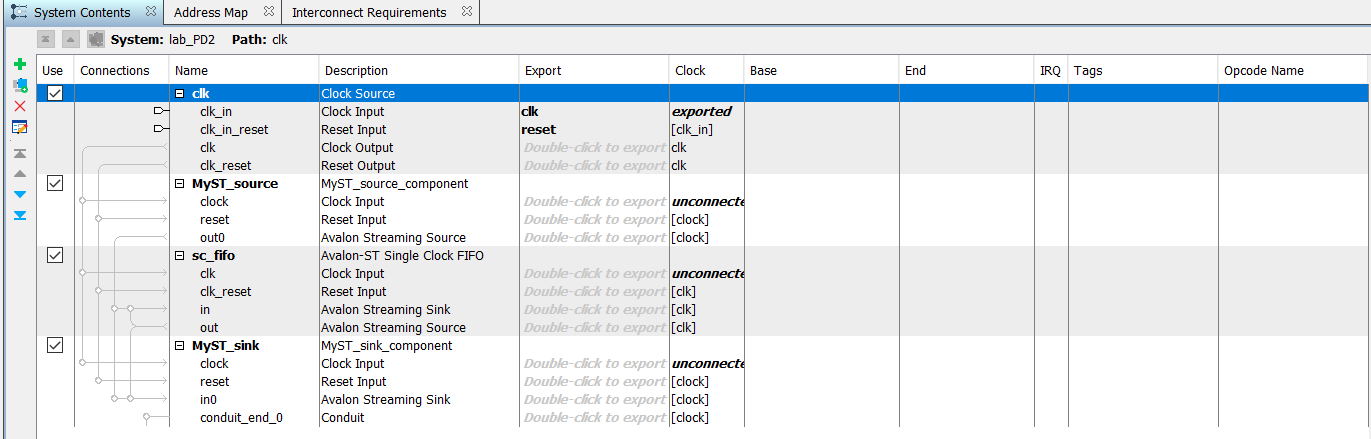 System Contents Address Map Interconnect Requirements
System: lab_PD2 Path: clk
Use Connections Name Description Export Clock Base End IRQ Tags Opcode Name
clk Clock Source
clk_in Clock Input clk exported
clk_in_reset Reset Input reset [clk_in]
clk Clock Output Double-click to export clk
clk_reset Reset Output Double-click to export clk
MyST_source MyST_source_component
clock Clock Input Double-click to export unconnecte
reset Reset Input Double-click to export [clock]
out0 Avalon Streaming Source Double-click to export [clock]
sc_fifo Avalon-ST Single Clock FIFO
clk Clock Input Double-click to export unconnecte
clk_reset Reset Input Double-click to export [clk]
in Avalon Streaming Sink Double-click to export [clk]
out Avalon Streaming Source Double-click to export [clk]
MyST_sink MyST_sink_component
clock Clock Input Double-click to export unconnecte
reset Reset Input Double-click to export [clock]
in0 Avalon Streaming Sink Double-click to export [clock]
conduit_end_0 Conduit Double-click to export [clock]